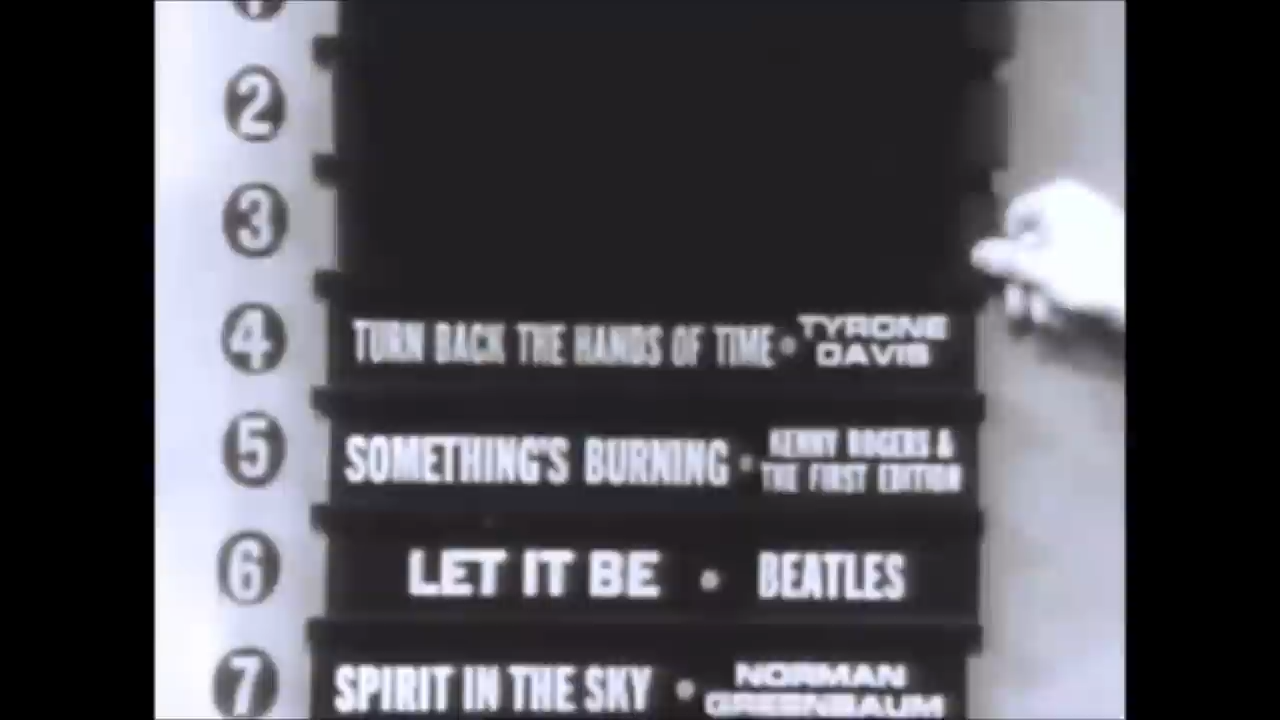 1
2
3
4 TURN BACK THE HANDS OF TIME • TYRONE DAVIS
5 SOMETHING'S BURNING • KENNY ROGERS & THE FIRST EDITION
6 LET IT BE • BEATLES
7 SPIRIT IN THE SKY • NORMAN GREENBAUM